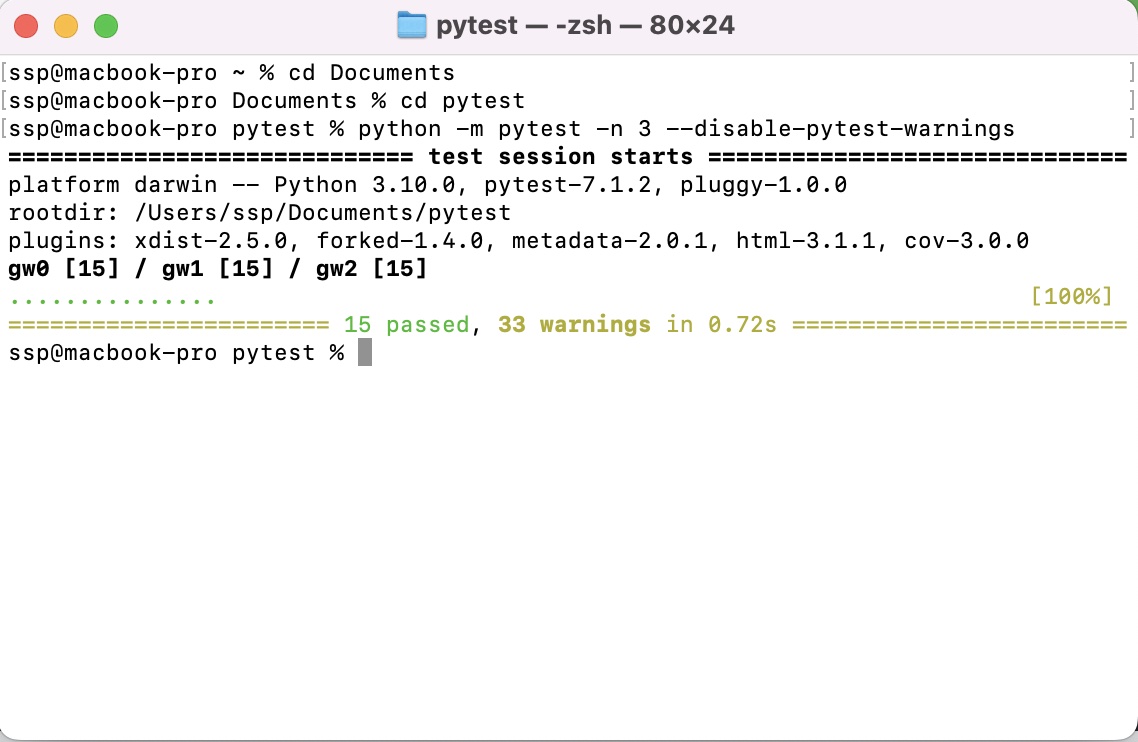 pytest — -zsh — 80×24
[ssp@macbook-pro ~ % cd Documents ]
[ssp@macbook-pro Documents % cd pytest ]
[ssp@macbook-pro pytest % python -m pytest -n 3 --disable-pytest-warnings ]
============================= test session starts ==============================
platform darwin -- Python 3.10.0, pytest-7.1.2, pluggy-1.0.0
rootdir: /Users/ssp/Documents/pytest
plugins: xdist-2.5.0, forked-1.4.0, metadata-2.0.1, html-3.1.1, cov-3.0.0
gw0 [15] / gw1 [15] / gw2 [15]
............... [100%]
======================= 15 passed, 33 warnings in 0.72s ========================
ssp@macbook-pro pytest %